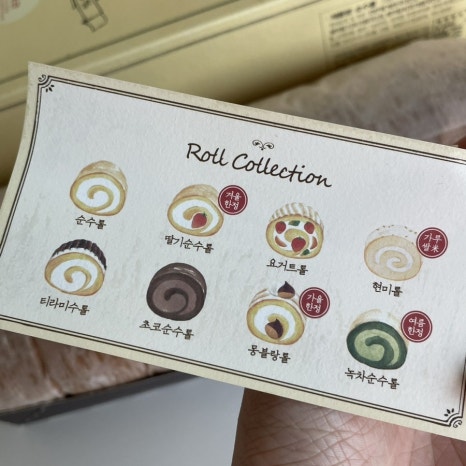 Roll Collection
순수롤
겨울
한정
딸기순수롤
요거트롤
가루
쌀米
현미롤
티라미수롤
초코순수롤
가을
한정
몽블랑롤
여름
한정
녹차순수롤